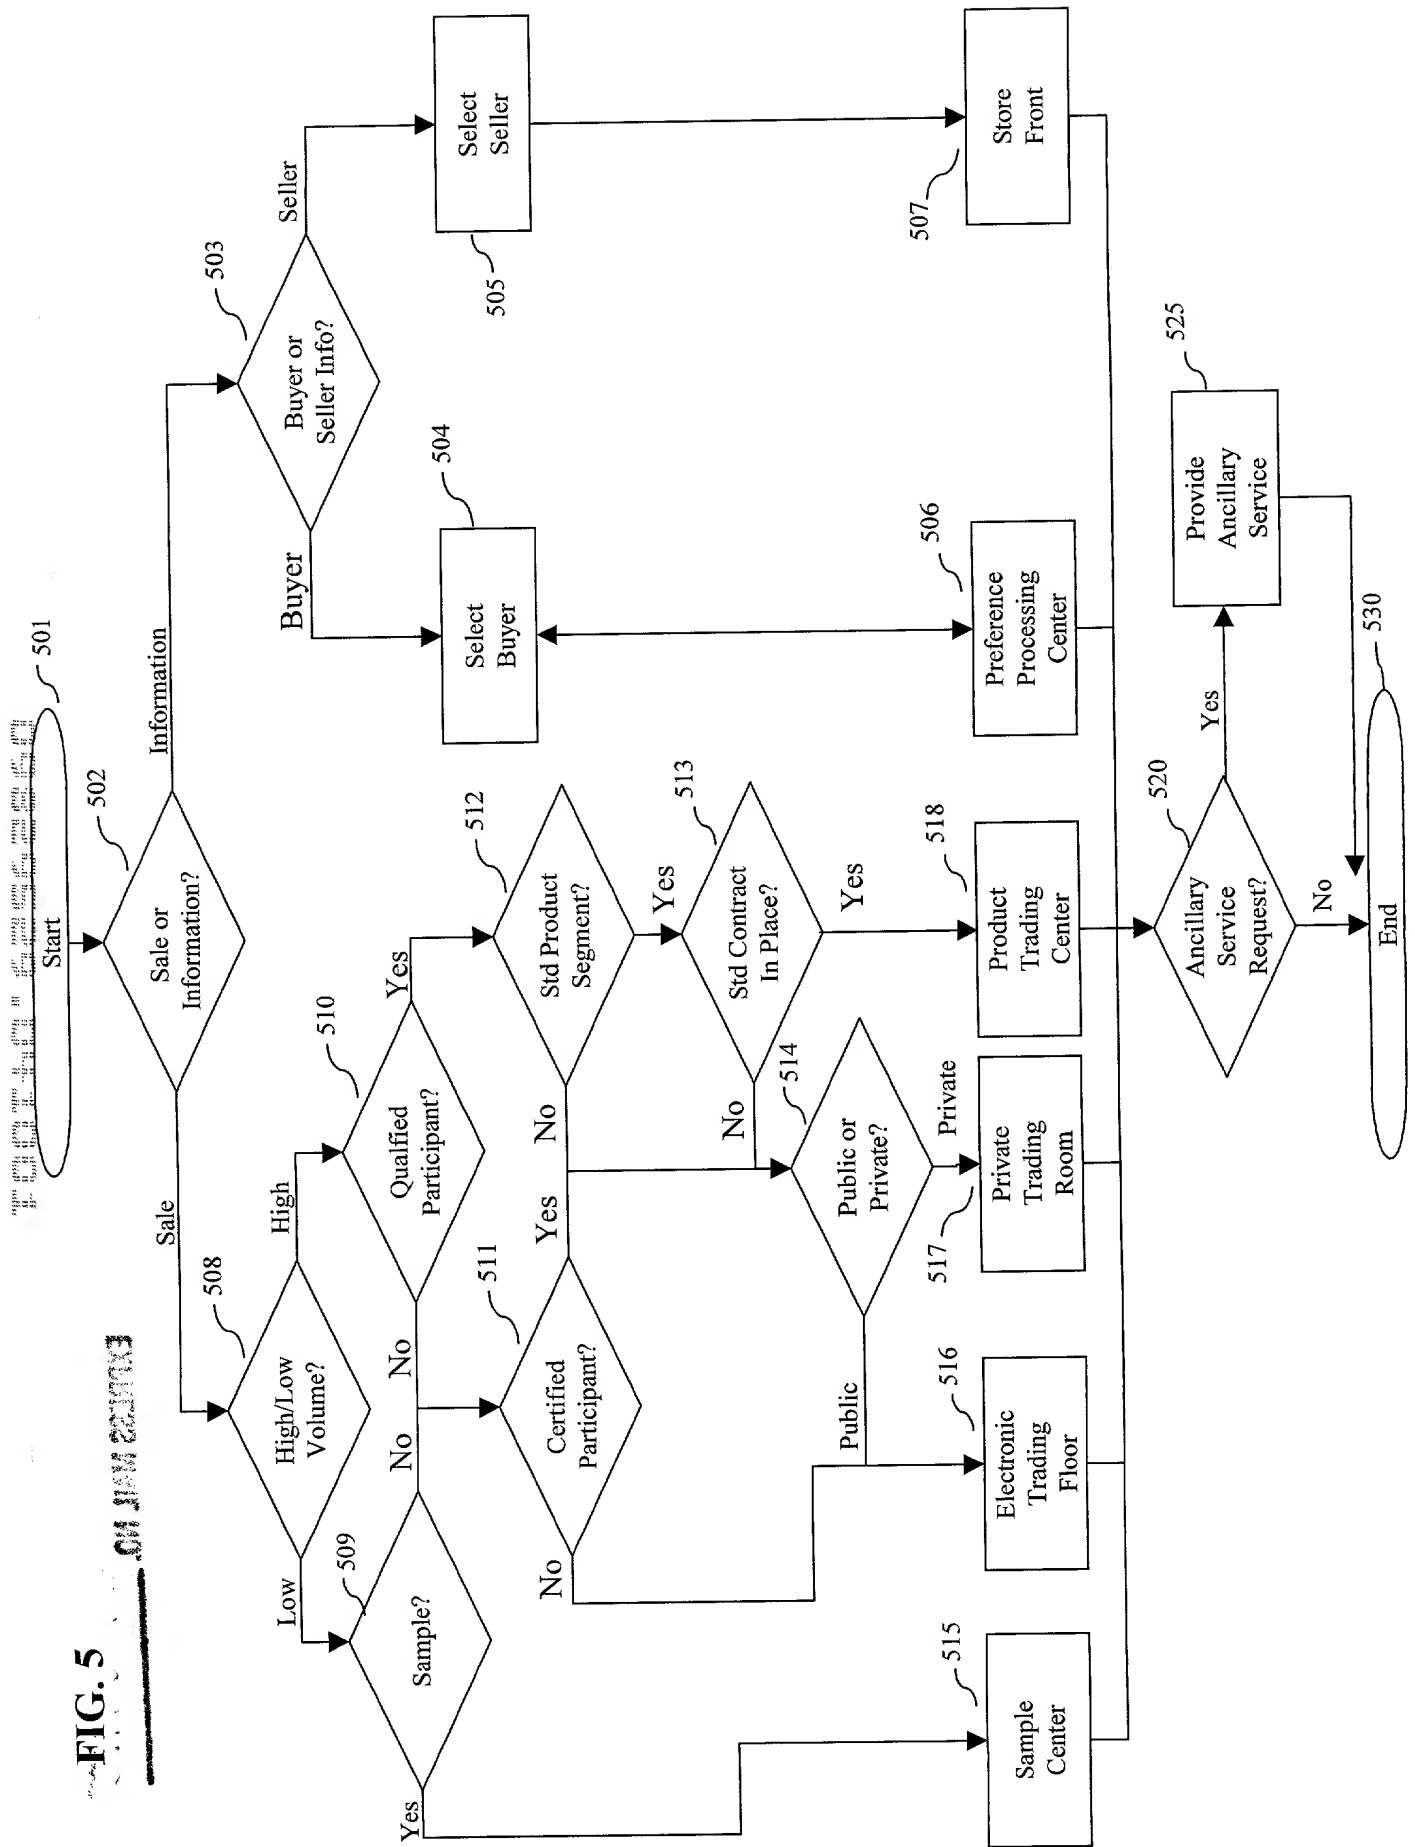 FIG. 5
EXPRESS MAIL NO.
Start
501
Sale or
Information?
502
Sale
Information
High/Low
Volume?
508
Low
High
Buyer or
Seller Info?
503
Buyer
Seller
Sample?
509
Yes
No
Qualfied
Participant?
510
No
Yes
Select
Buyer
504
Select
Seller
505
Certified
Participant?
511
No
Yes
Std Product
Segment?
512
No
Yes
Std Contract
In Place?
513
No
Yes
Public or
Private?
514
Public
Private
Sample
Center
515
Electronic
Trading
Floor
516
Private
Trading
Room
517
Product
Trading
Center
518
Preference
Processing
Center
506
Store
Front
507
Ancillary
Service
Request?
520
Yes
No
Provide
Ancillary
Service
525
End
530